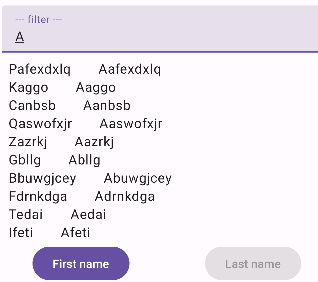 --- filter ---
A
Pafexdxlq Aafexdxlq
Kaggo Aaggo
Canbsb Aanbsb
Qaswofxjr Aaswofxjr
Zazrkj Aazrkj
Gbllg Abllg
Bbuwgjcey Abuwgjcey
Fdrnkdga Adrnkdga
Tedai Aedai
Ifeti Afeti
First name Last name